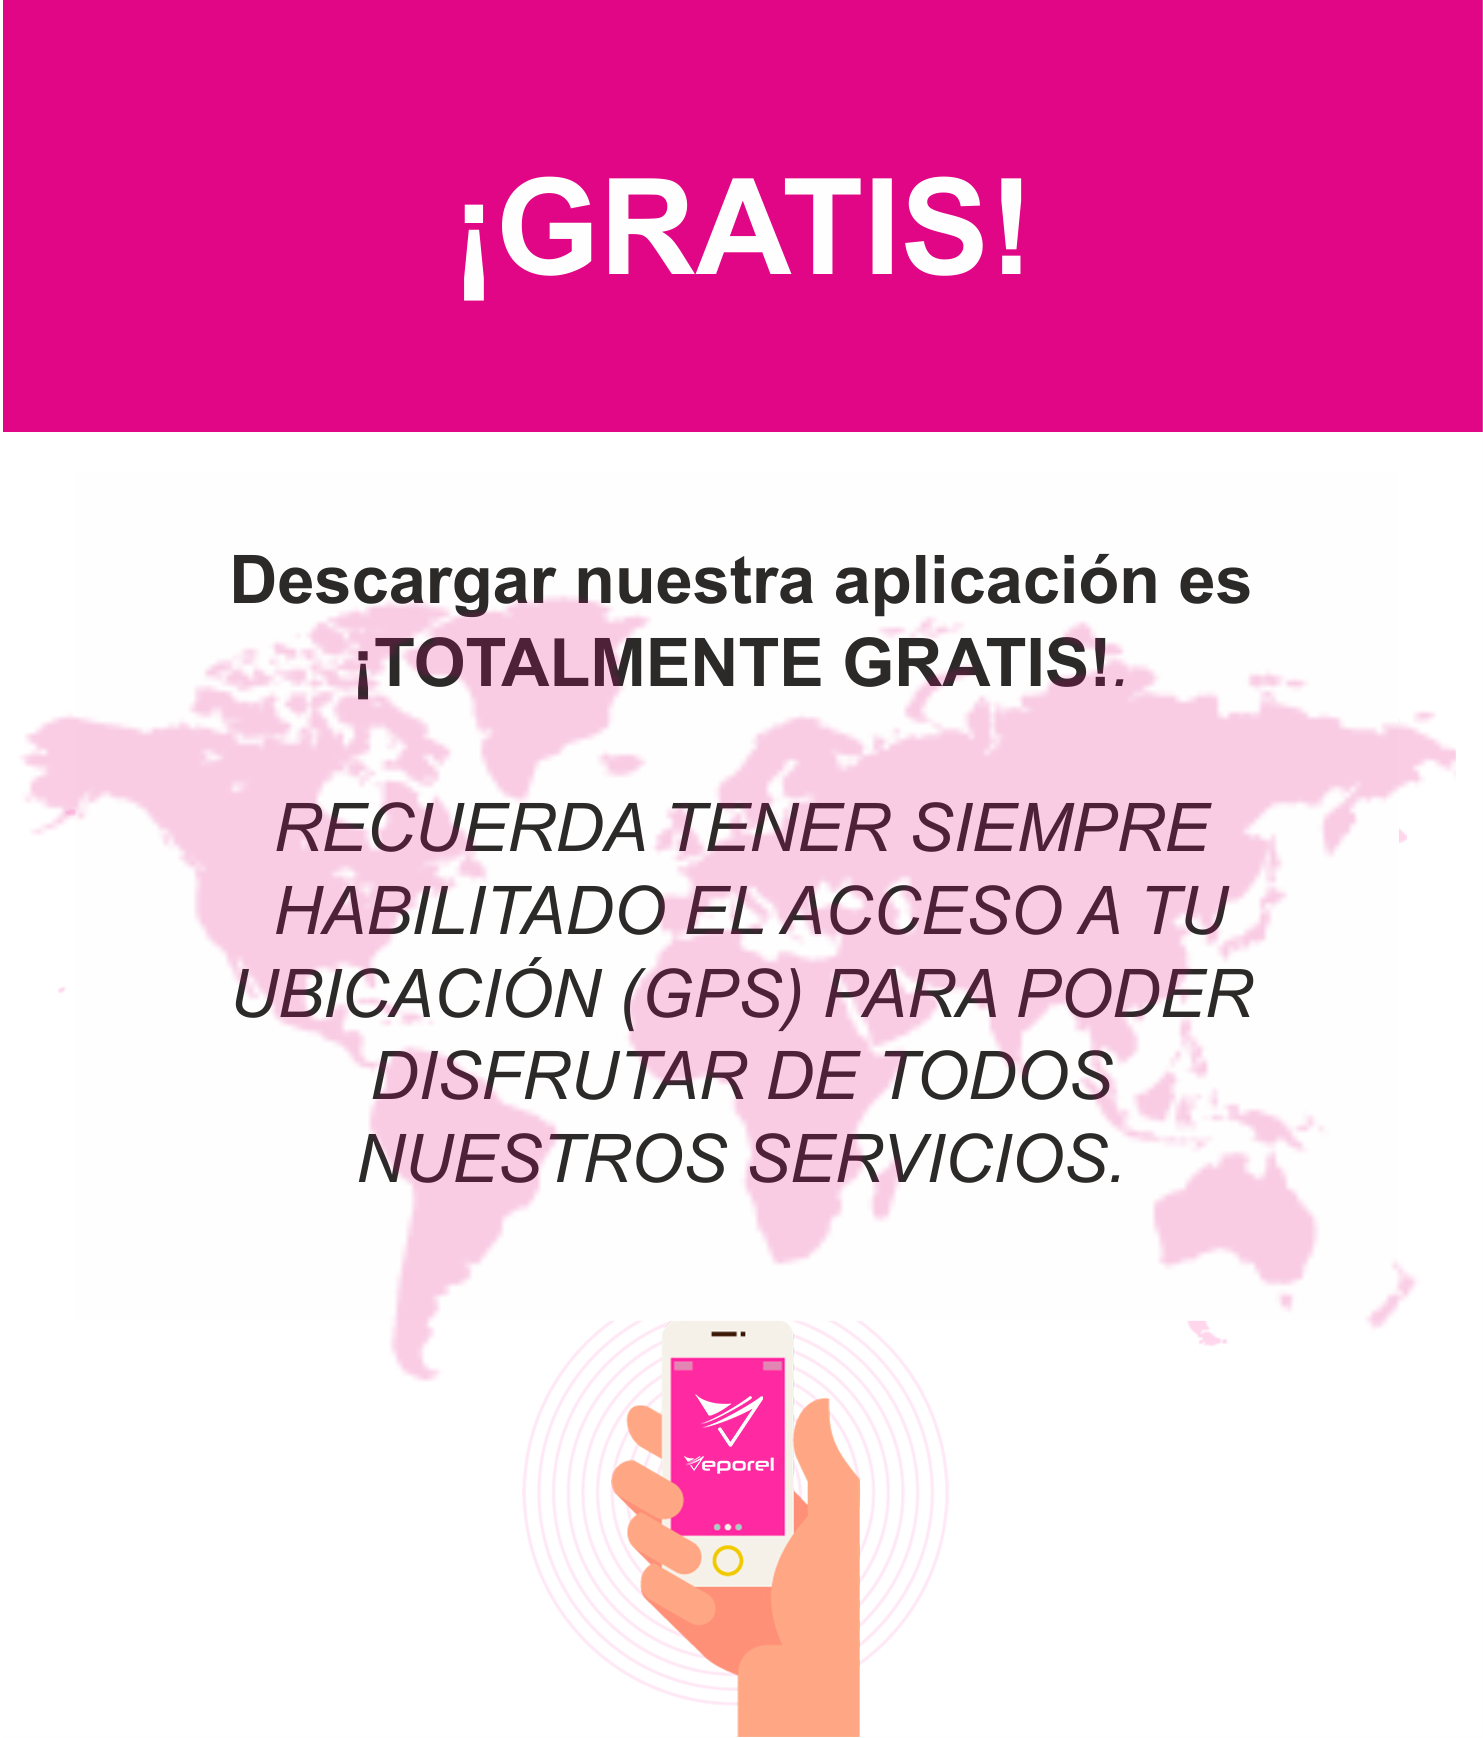 ¡GRATIS!
Descargar nuestra aplicación es
¡TOTALMENTE GRATIS!.
RECUERDA TENER SIEMPRE
HABILITADO EL ACCESO A TU
UBICACIÓN (GPS) PARA PODER
DISFRUTAR DE TODOS
NUESTROS SERVICIOS.
Veporel